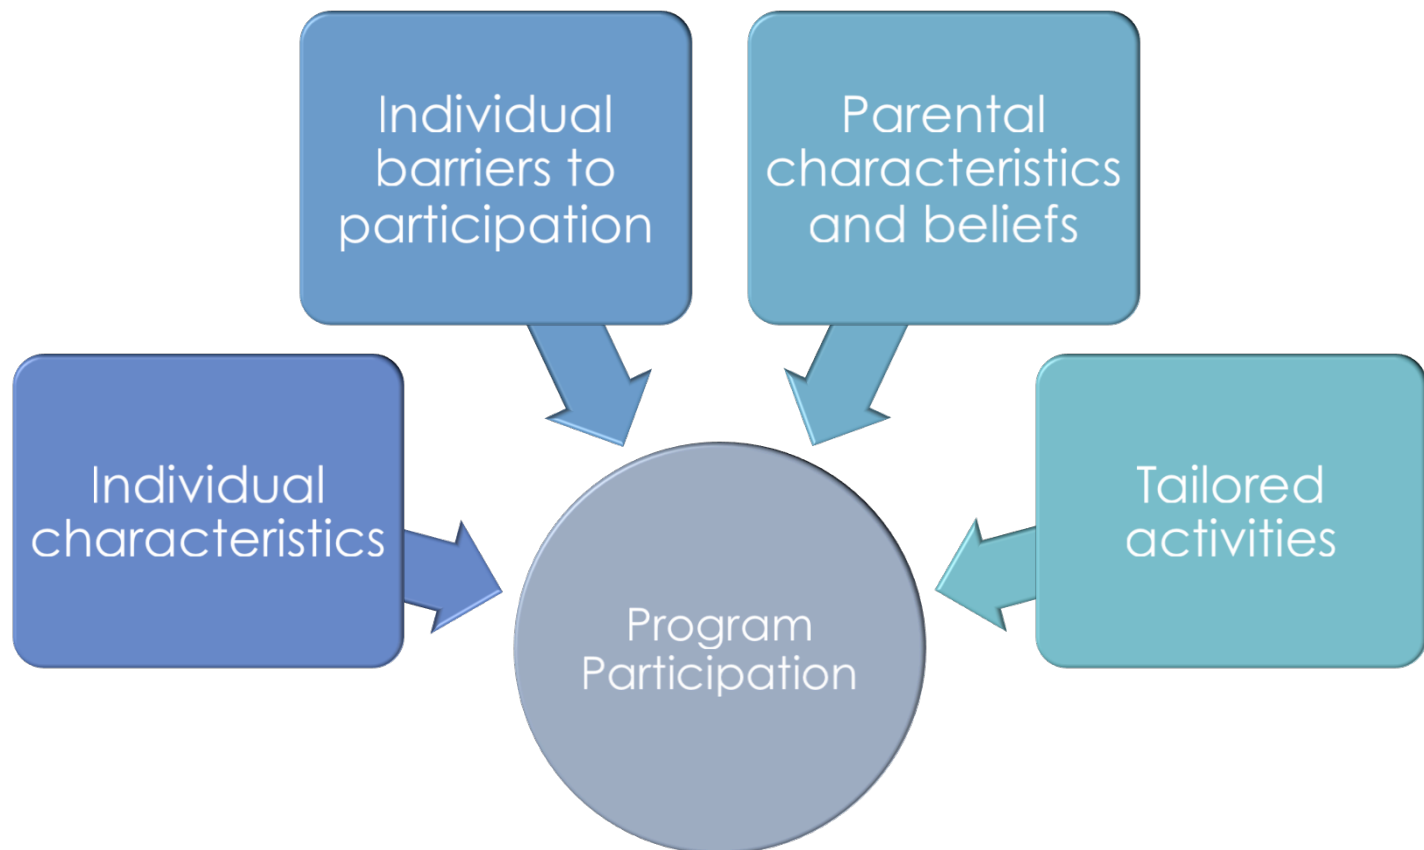 Individual
barriers to
participation
Parental
characteristics
and beliefs
Individual
characteristics
Tailored
activities
Program
Participation